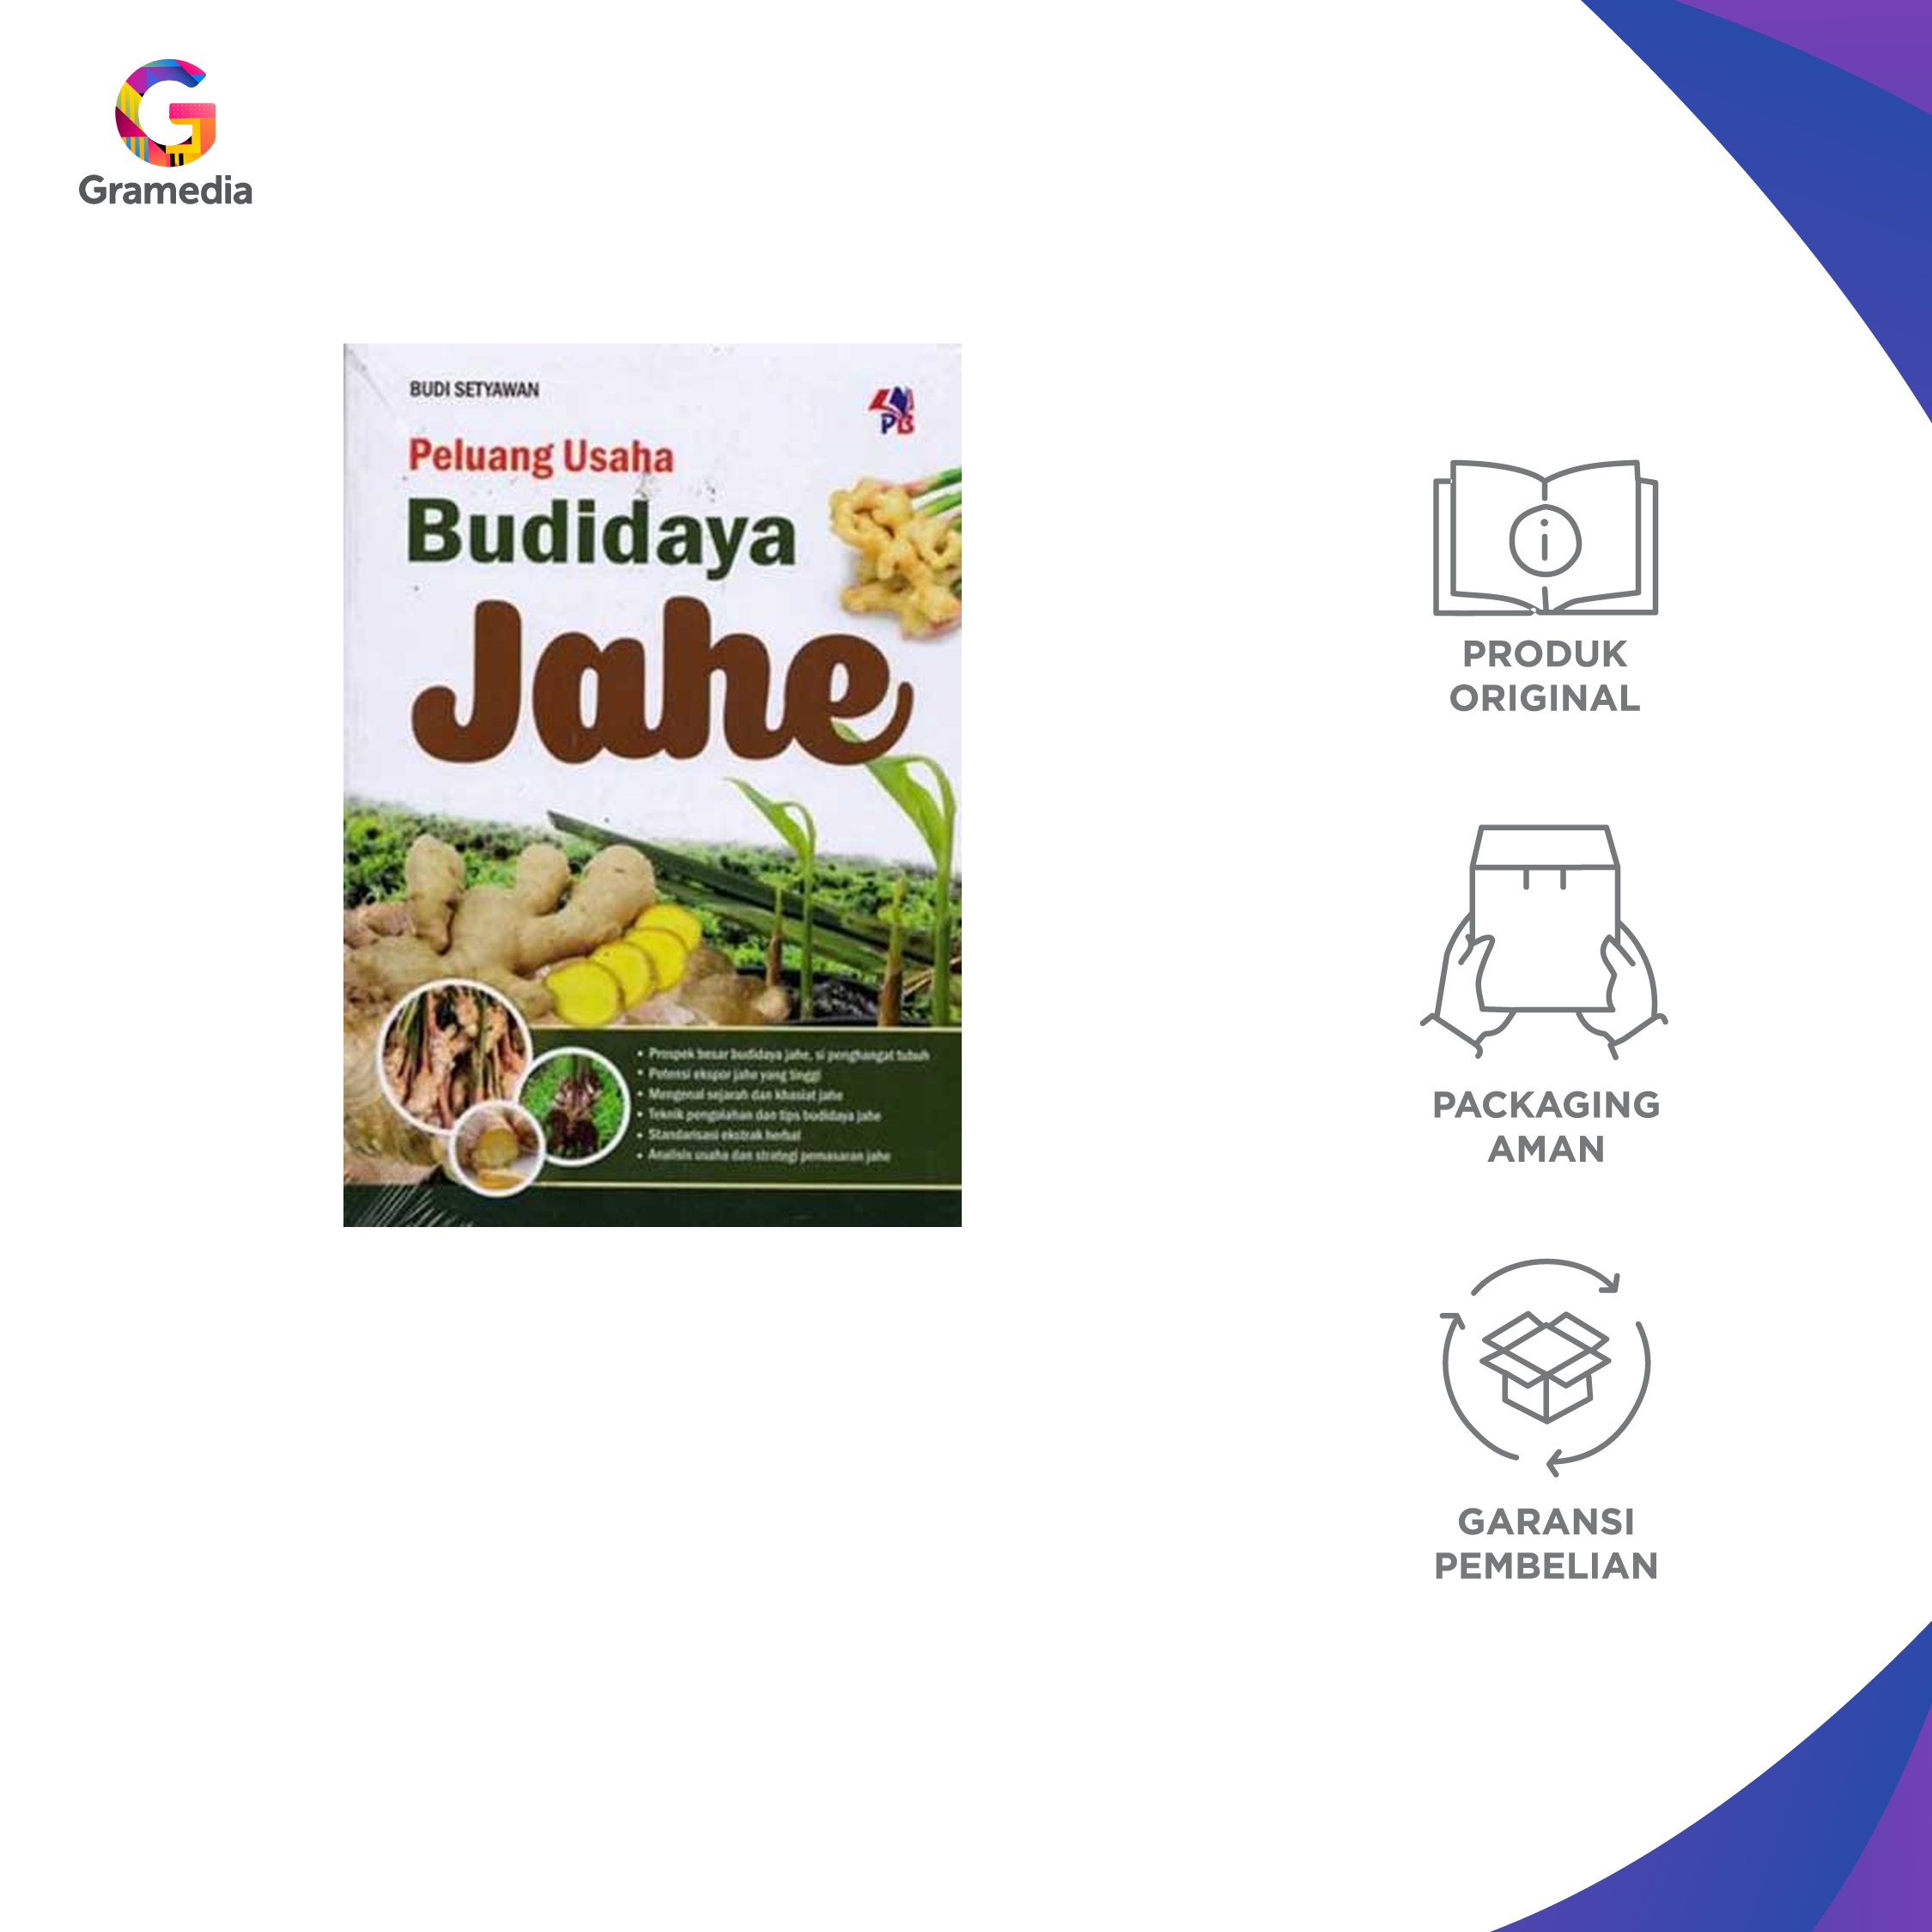 Gramedia
BUDI SETYAWAN
PB
Peluang Usaha
Budidaya
Jahe
• Prospek besar budidaya jahe, si penghangat tubuh
• Potensi ekspor jahe yang tinggi
• Mengenal sejarah dan khasiat jahe
• Teknik pengolahan dan tips budidaya jahe
• Standarisasi ekstrak herbal
• Analisis usaha dan strategi pemasaran jahe
PRODUK
ORIGINAL
PACKAGING
AMAN
GARANSI
PEMBELIAN